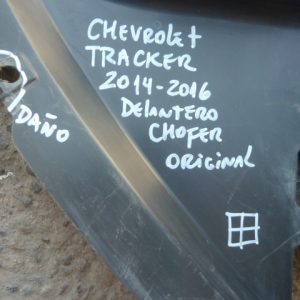 CHEVROLET
TRACKER
2014-2016
DELANTERO
CHOFER
ORIGINAL
DAÑO